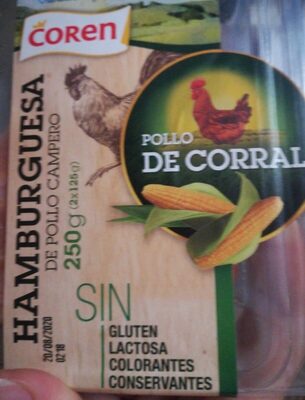 COREN
HAMBURGUESA
DE POLLO CAMPERO
250g (2x125g)
20/08/2020
02 18
POLLO
DE CORRAL
SIN
GLUTEN
LACTOSA
COLORANTES
CONSERVANTES